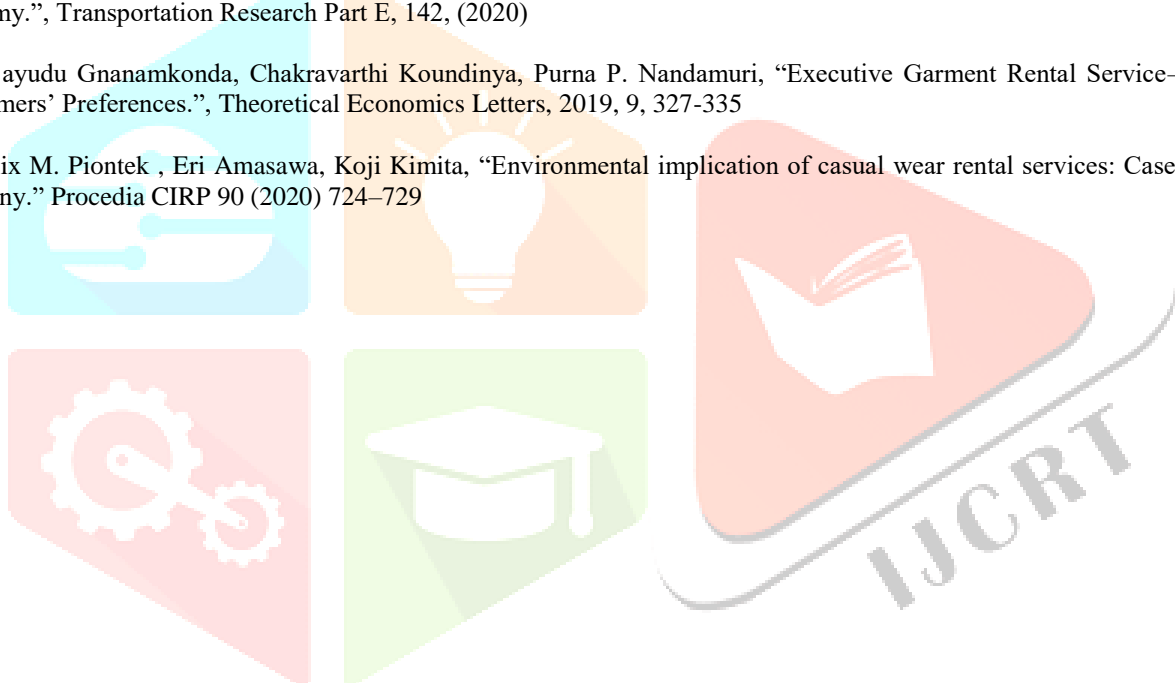 my.”, Transportation Research Part E, 142, (2020)
ayudu Gnanamkonda, Chakravarthi Koundinya, Purna P. Nandamuri, “Executive Garment Rental Service–
mers’ Preferences.”, Theoretical Economics Letters, 2019, 9, 327-335
ix M. Piontek , Eri Amasawa, Koji Kimita, “Environmental implication of casual wear rental services: Case
ny.” Procedia CIRP 90 (2020) 724–729
IJCRT